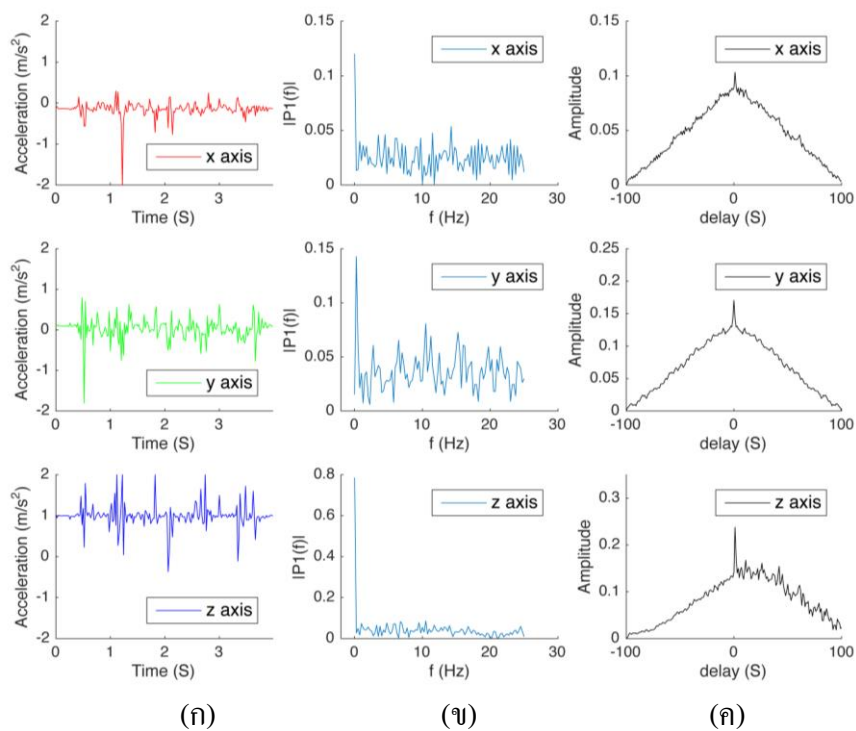 Acceleration (m/s²)
2
1
0
-1
-2
0 1 2 3
Time (S)
x axis
|P1(f)|
0.15
0.1
0.05
0
0 10 20 30
f (Hz)
x axis
Amplitude
0.15
0.1
0.05
0
-100 0 100
delay (S)
x axis
Acceleration (m/s²)
2
1
0
-1
-2
0 1 2 3
Time (S)
y axis
|P1(f)|
0.15
0.1
0.05
0
0 10 20 30
f (Hz)
y axis
Amplitude
0.25
0.2
0.15
0.1
0.05
0
-100 0 100
delay (S)
y axis
Acceleration (m/s²)
2
1
0
-1
-2
0 1 2 3
Time (S)
z axis
|P1(f)|
0.8
0.6
0.4
0.2
0
0 10 20 30
f (Hz)
z axis
Amplitude
0.3
0.2
0.1
0
-100 0 100
delay (S)
z axis
(ก) (ข) (ค)